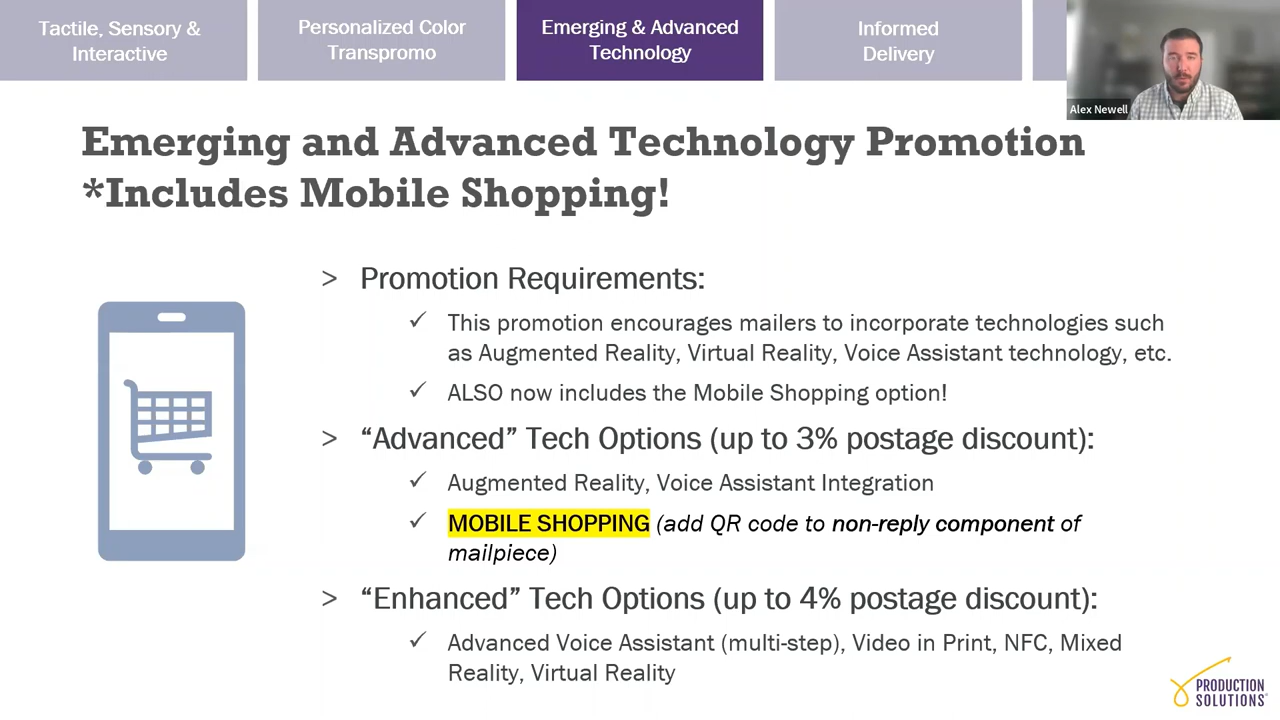 Tactile, Sensory &
Interactive
Personalized Color
Transpromo
Emerging & Advanced
Technology
Informed
Delivery
Alex Newell
Emerging and Advanced Technology Promotion
*Includes Mobile Shopping!
> Promotion Requirements:
✓ This promotion encourages mailers to incorporate technologies such
as Augmented Reality, Virtual Reality, Voice Assistant technology, etc.
✓ ALSO now includes the Mobile Shopping option!
> “Advanced” Tech Options (up to 3% postage discount):
✓ Augmented Reality, Voice Assistant Integration
✓ MOBILE SHOPPING (add QR code to non-reply component of
mailpiece)
> “Enhanced” Tech Options (up to 4% postage discount):
✓ Advanced Voice Assistant (multi-step), Video in Print, NFC, Mixed
Reality, Virtual Reality
PRODUCTION
SOLUTIONS